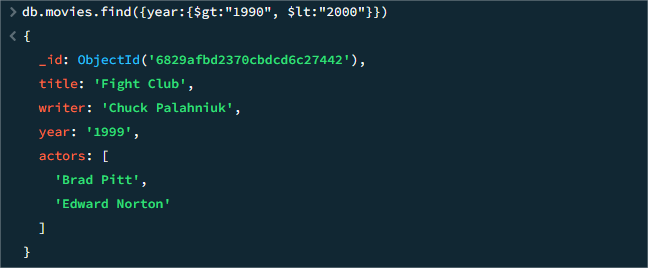 > db.movies.find({year:{$gt:"1990", $lt:"2000"}})
< {
_id: ObjectId('6829afbd2370cbdcd6c27442'),
title: 'Fight Club',
writer: 'Chuck Palahniuk',
year: '1999',
actors: [
'Brad Pitt',
'Edward Norton'
]
}